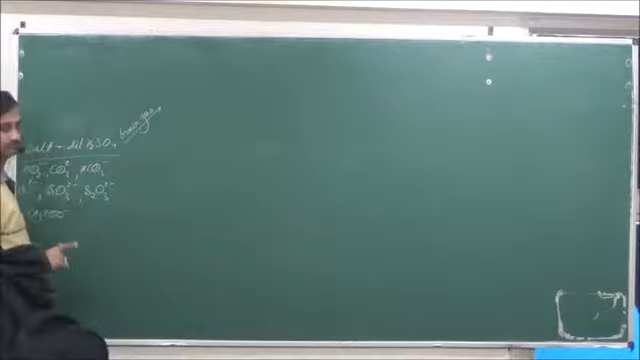 Salt + dil H₂SO₄
NO₂⁻, CO₃²⁻, HCO₃⁻
S²⁻, SO₃²⁻, S₂O₃²⁻
CH₃COO⁻